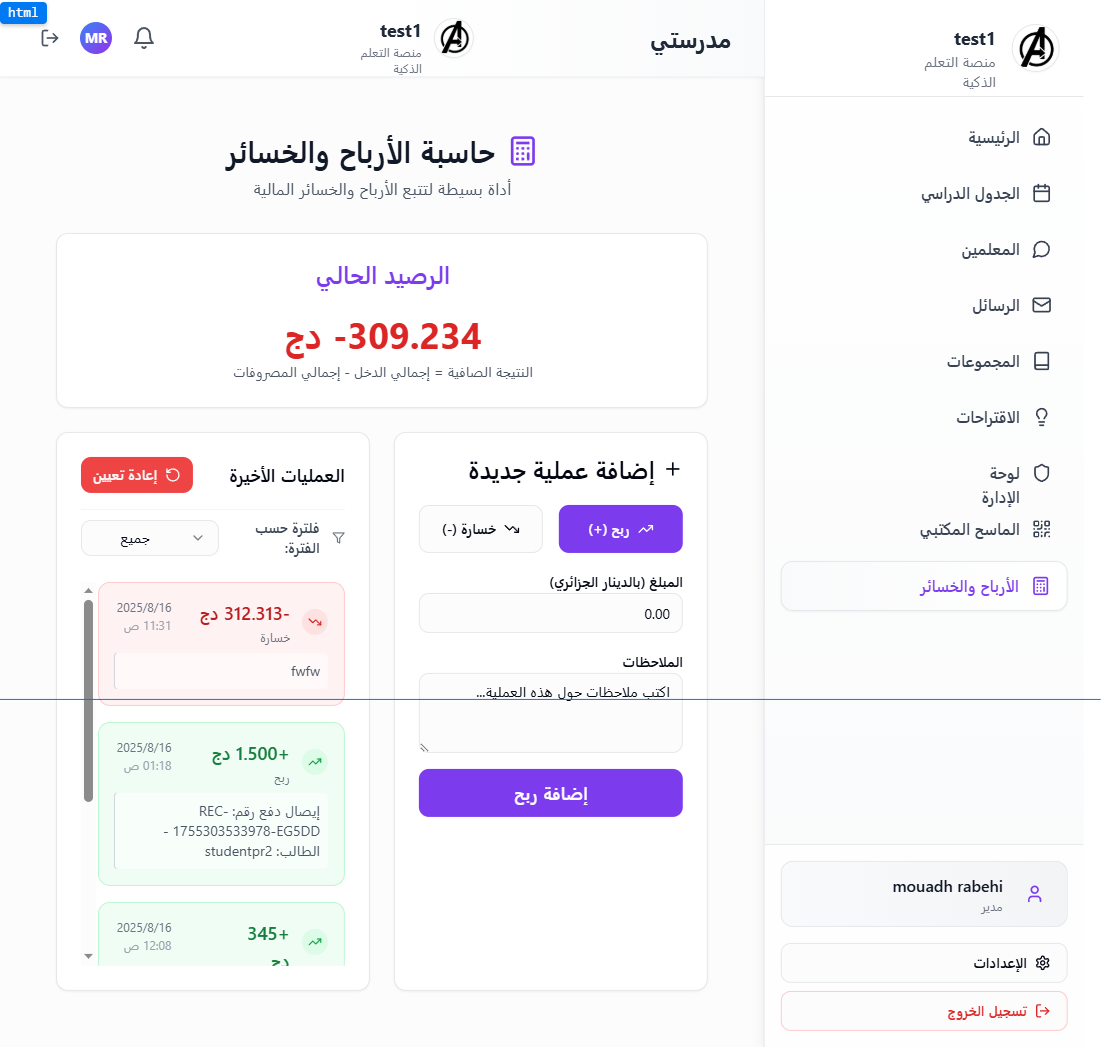 html
test1
منصة التعلم
الذكية
الرئيسية
الجدول الدراسي
المعلمين
الرسائل
المجموعات
الاقتراحات
لوحة
الإدارة
الماسح المكتبي
الأرباح والخسائر
mouadh rabehi
مدير
الإعدادات
تسجيل الخروج
مدرستي
test1
منصة التعلم
الذكية
MR
حاسبة الأرباح والخسائر
أداة بسيطة لتتبع الأرباح والخسائر المالية
الرصيد الحالي
-309.234 دج
النتيجة الصافية = إجمالي الدخل - إجمالي المصروفات
إضافة عملية جديدة
ربح (+)
خسارة (-)
المبلغ (بالدينار الجزائري)
0.00
الملاحظات
اكتب ملاحظات حول هذه العملية...
إضافة ربح
العمليات الأخيرة
إعادة تعيين
فلترة حسب
الفترة:
جميع
-312.313 دج
خسارة
2025/8/16
11:31 ص
fwfw
+1.500 دج
ربح
2025/8/16
01:18 ص
إيصال دفع رقم: REC-
1755303533978-EG5DD -
الطالب: studentpr2
+345
دج
2025/8/16
12:08 ص